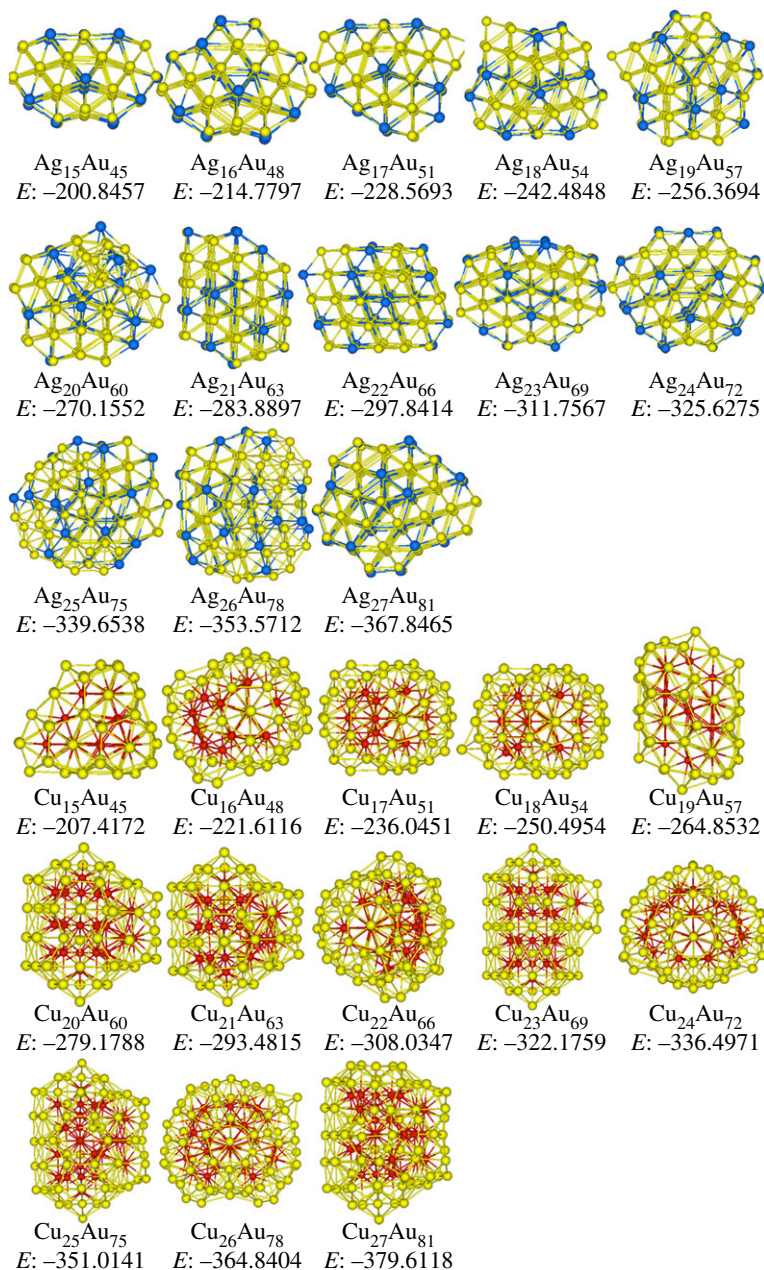 Ag15Au45 Ag16Au48 Ag17Au51 Ag18Au54 Ag19Au57
E: –200.8457 E: –214.7797 E: –228.5693 E: –242.4848 E: –256.3694
Ag20Au60 Ag21Au63 Ag22Au66 Ag23Au69 Ag24Au72
E: –270.1552 E: –283.8897 E: –297.8414 E: –311.7567 E: –325.6275
Ag25Au75 Ag26Au78 Ag27Au81
E: –339.6538 E: –353.5712 E: –367.8465
Cu15Au45 Cu16Au48 Cu17Au51 Cu18Au54 Cu19Au57
E: –207.4172 E: –221.6116 E: –236.0451 E: –250.4954 E: –264.8532
Cu20Au60 Cu21Au63 Cu22Au66 Cu23Au69 Cu24Au72
E: –279.1788 E: –293.4815 E: –308.0347 E: –322.1759 E: –336.4971
Cu25Au75 Cu26Au78 Cu27Au81
E: –351.0141 E: –364.8404 E: –379.6118